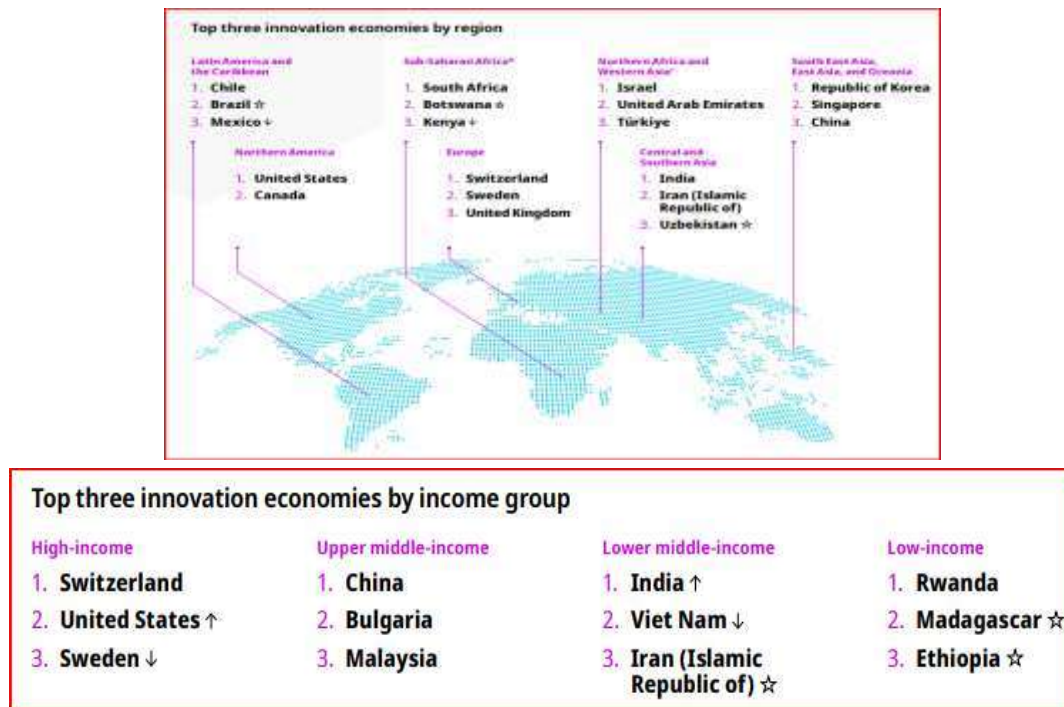 Top three innovation economies by region
Latin America and
the Caribbean
1. Chile
2. Brazil ☆
3. Mexico ↓
Sub-Saharan Africa*
1. South Africa
2. Botswana ☆
3. Kenya ↓
Northern Africa and
Western Asia*
1. Israel
2. United Arab Emirates
3. Türkiye
South East Asia,
East Asia, and Oceania
1. Republic of Korea
2. Singapore
3. China
Northern America
1. United States
2. Canada
Europe
1. Switzerland
2. Sweden
3. United Kingdom
Central and
Southern Asia
1. India
2. Iran (Islamic
Republic of)
3. Uzbekistan ☆
Top three innovation economies by income group
High-income
1. Switzerland
2. United States ↑
3. Sweden ↓
Upper middle-income
1. China
2. Bulgaria
3. Malaysia
Lower middle-income
1. India ↑
2. Viet Nam ↓
3. Iran (Islamic
Republic of) ☆
Low-income
1. Rwanda
2. Madagascar ☆
3. Ethiopia ☆